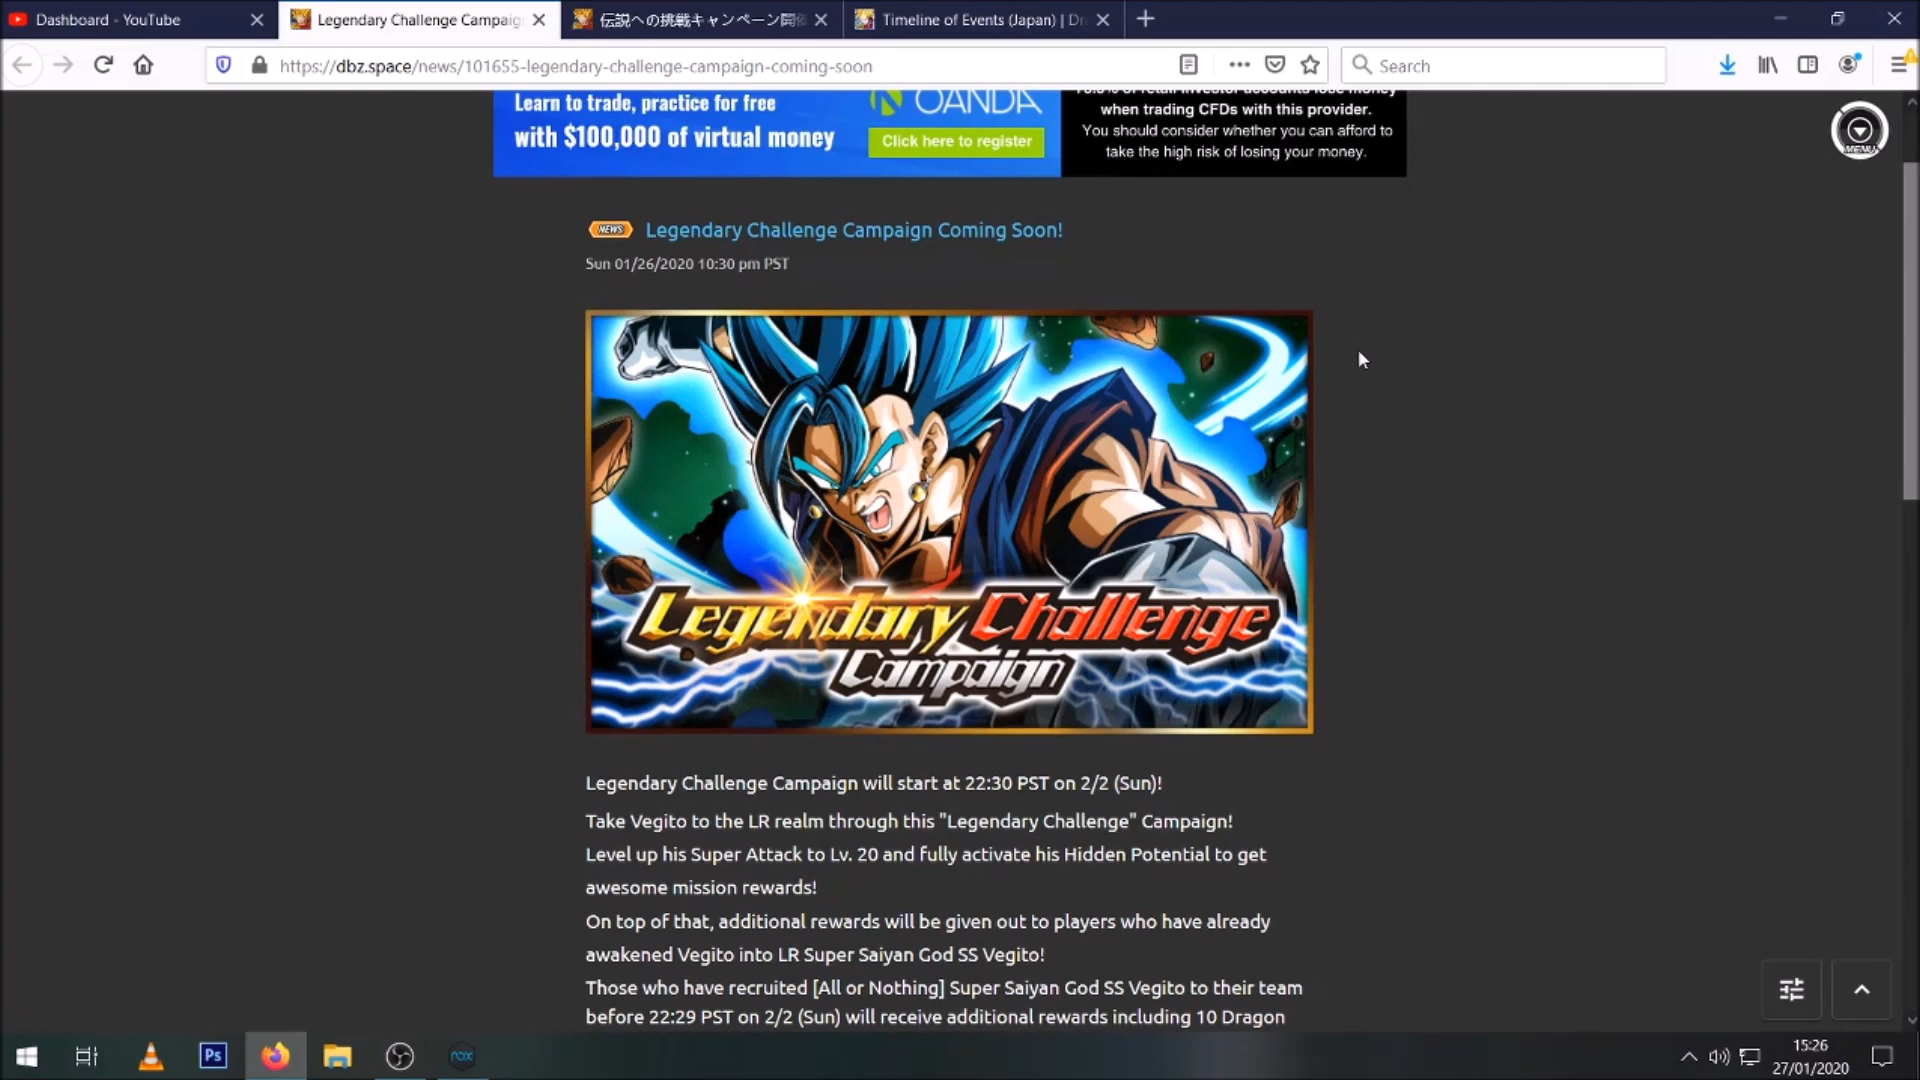 Dashboard - YouTube
Legendary Challenge Campaig
伝説への挑戦キャンペーン開催
Timeline of Events (Japan) | Dr
https://dbz.space/news/101655-legendary-challenge-campaign-coming-soon
Search
Learn to trade, practice for free
with $100,000 of virtual money
OANDA
Click here to register
when trading CFDs with this provider.
You should consider whether you can afford to
take the high risk of losing your money.
MENU
NEWS
Legendary Challenge Campaign Coming Soon!
Sun 01/26/2020 10:30 pm PST
Legendary Challenge
Campaign
Legendary Challenge Campaign will start at 22:30 PST on 2/2 (Sun)!
Take Vegito to the LR realm through this "Legendary Challenge" Campaign!
Level up his Super Attack to Lv. 20 and fully activate his Hidden Potential to get
awesome mission rewards!
On top of that, additional rewards will be given out to players who have already
awakened Vegito into LR Super Saiyan God SS Vegito!
Those who have recruited [All or Nothing] Super Saiyan God SS Vegito to their team
before 22:29 PST on 2/2 (Sun) will receive additional rewards including 10 Dragon
Ps
nox
15:26
27/01/2020